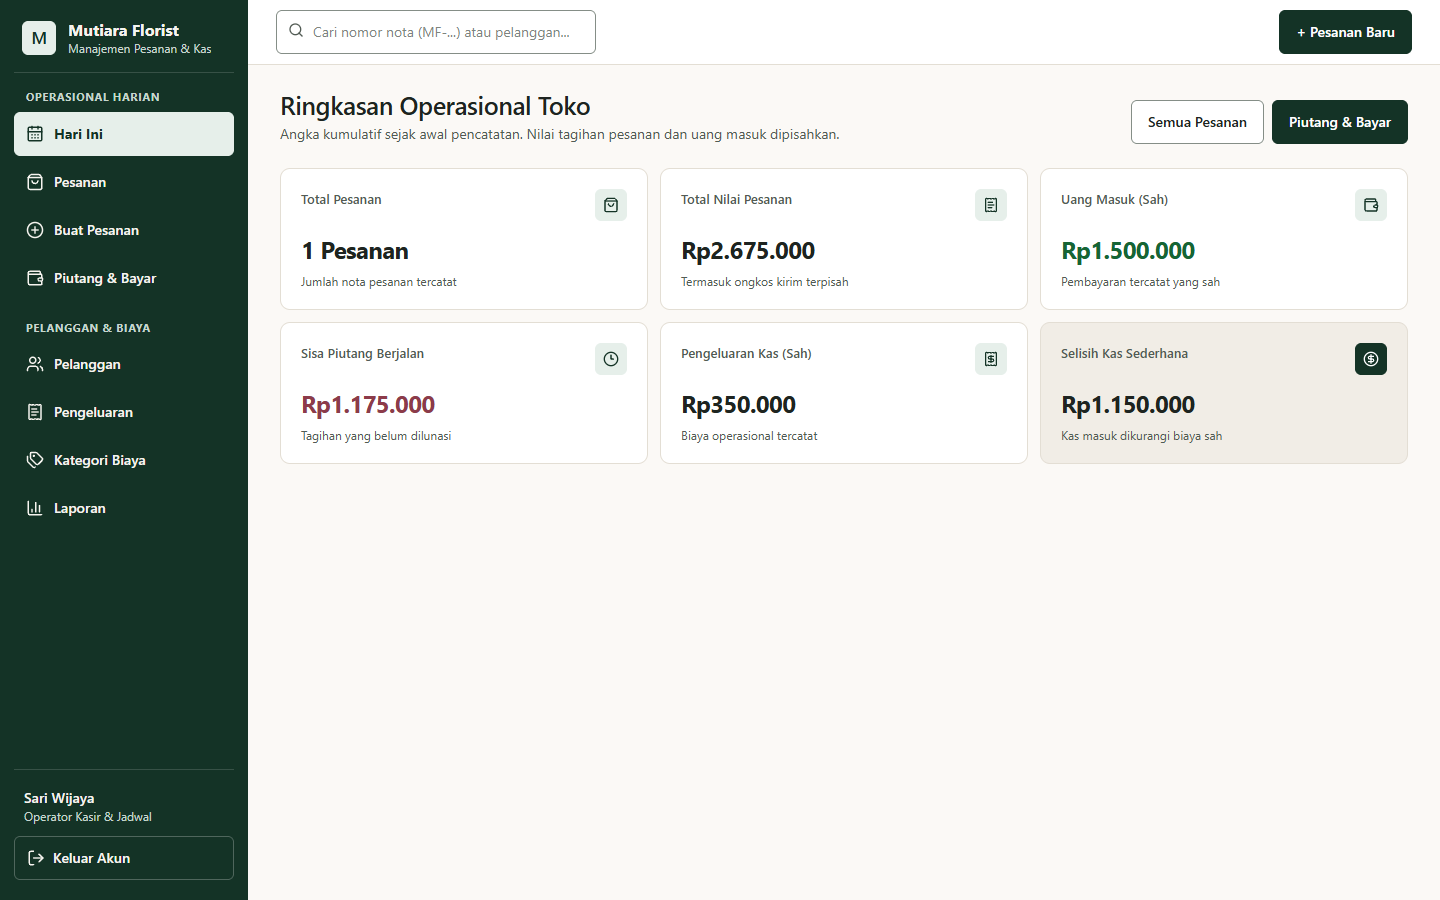 M
Mutiara Florist
Manajemen Pesanan & Kas
OPERASIONAL HARIAN
Hari Ini
Pesanan
Buat Pesanan
Piutang & Bayar
PELANGGAN & BIAYA
Pelanggan
Pengeluaran
Kategori Biaya
Laporan
Sari Wijaya
Operator Kasir & Jadwal
Keluar Akun
Cari nomor nota (MF-...) atau pelanggan...
+ Pesanan Baru
Ringkasan Operasional Toko
Angka kumulatif sejak awal pencatatan. Nilai tagihan pesanan dan uang masuk dipisahkan.
Semua Pesanan
Piutang & Bayar
Total Pesanan
1 Pesanan
Jumlah nota pesanan tercatat
Total Nilai Pesanan
Rp2.675.000
Termasuk ongkos kirim terpisah
Uang Masuk (Sah)
Rp1.500.000
Pembayaran tercatat yang sah
Sisa Piutang Berjalan
Rp1.175.000
Tagihan yang belum dilunasi
Pengeluaran Kas (Sah)
Rp350.000
Biaya operasional tercatat
Selisih Kas Sederhana
Rp1.150.000
Kas masuk dikurangi biaya sah